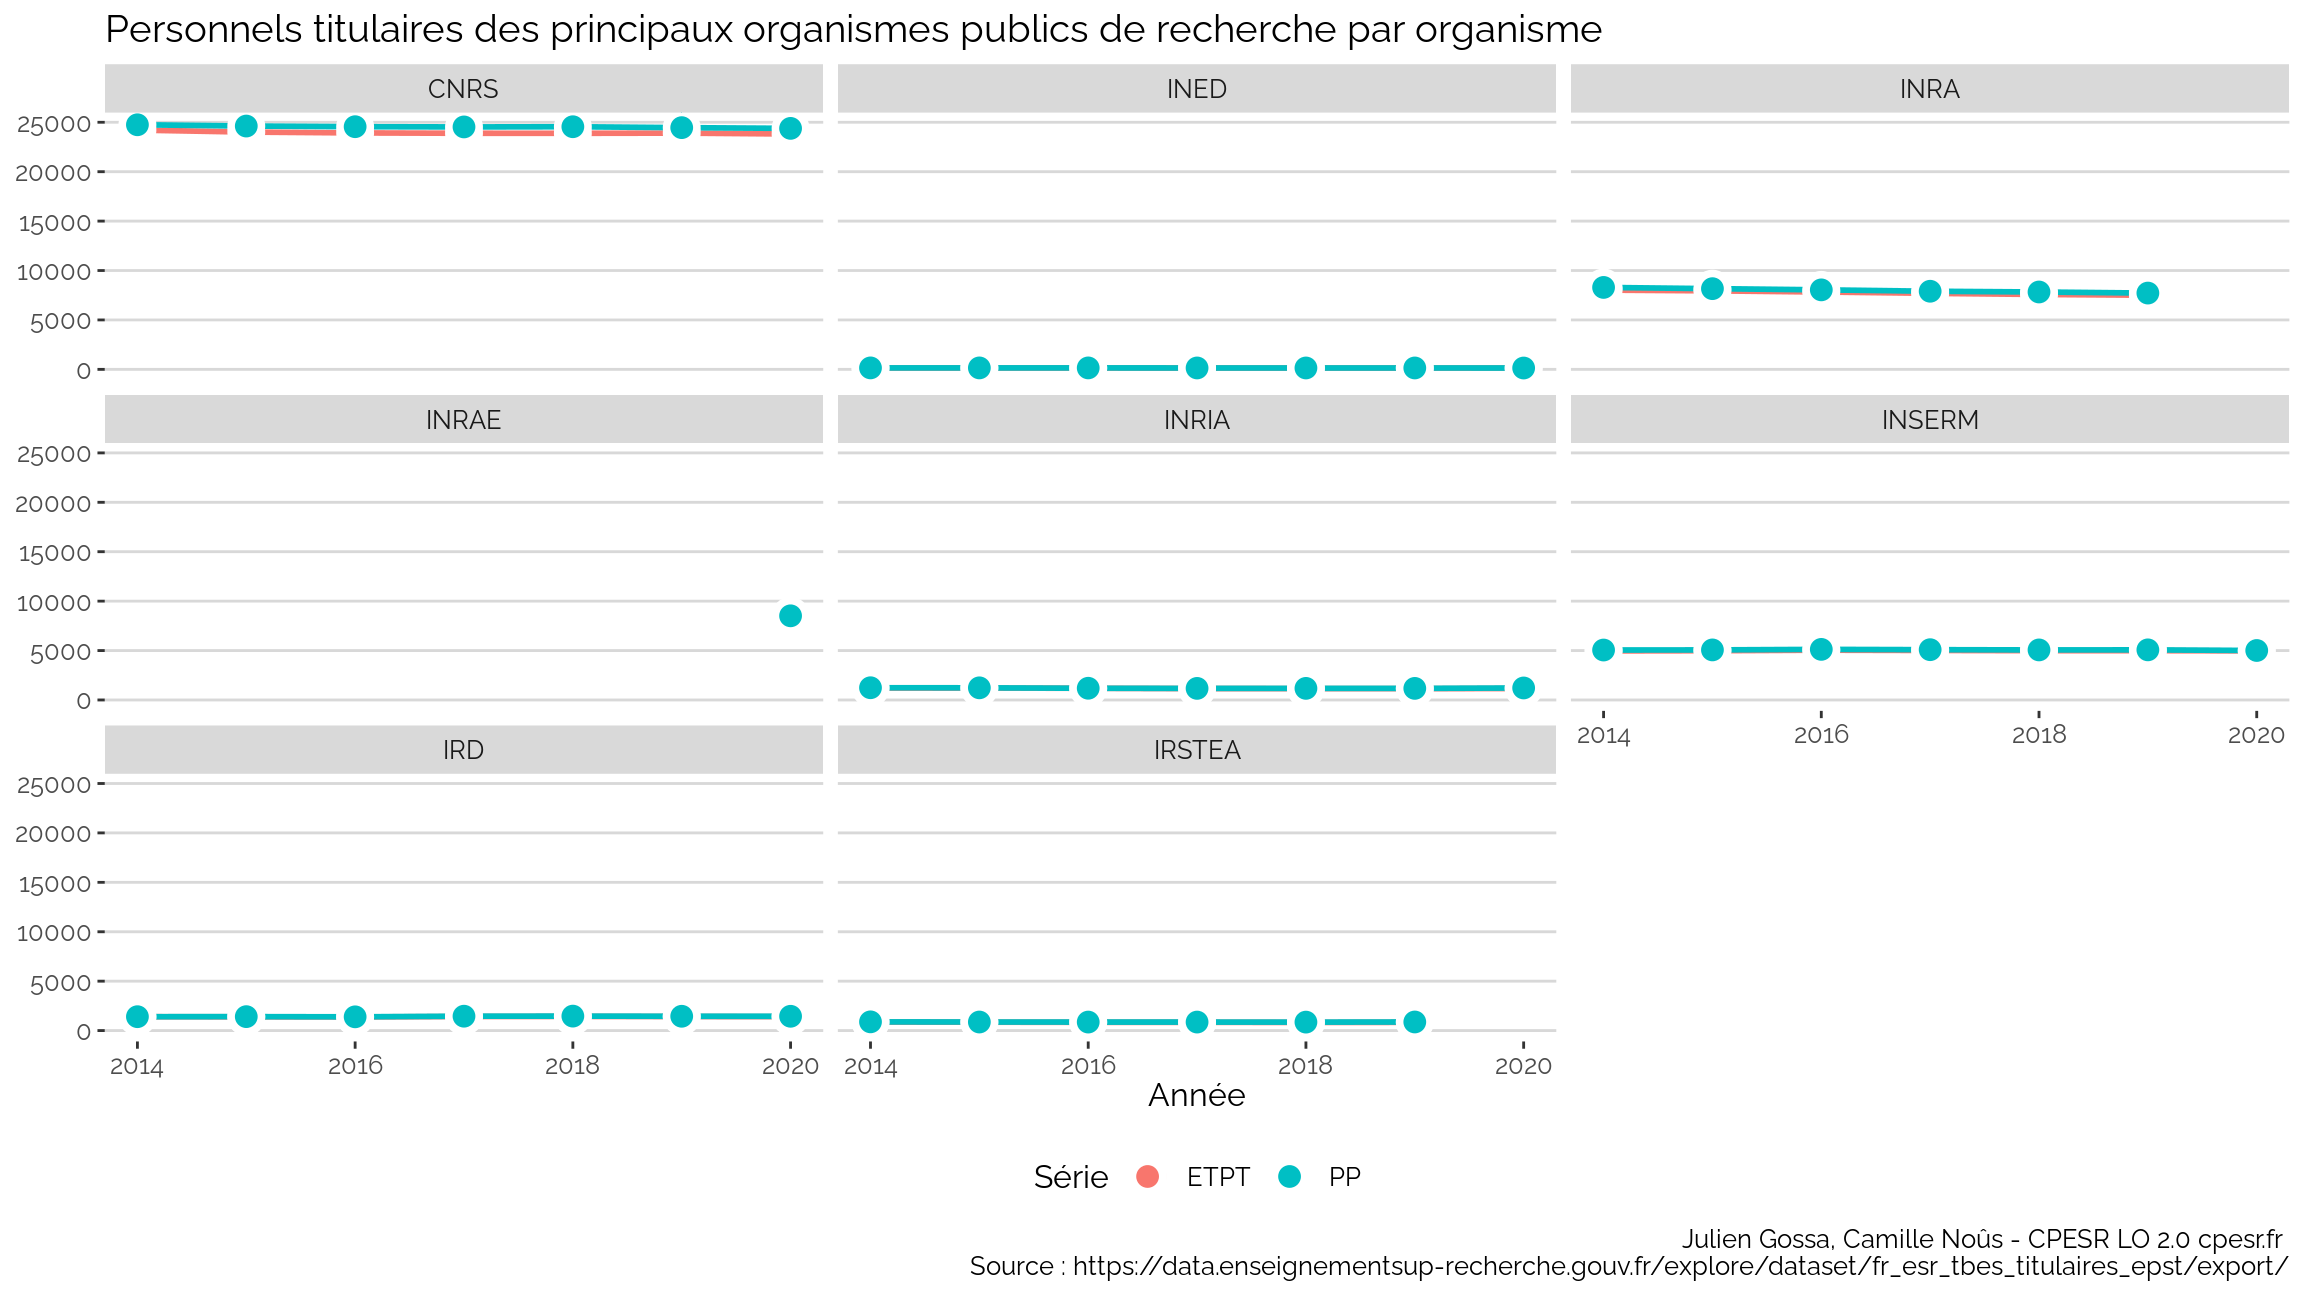 Personnels titulaires des principaux organismes publics de recherche par organisme
CNRS
INED
INRA
25000
20000
15000
10000
5000
0
INRAE
INRIA
INSERM
25000
20000
15000
10000
5000
0
2014 2016 2018 2020
IRD
IRSTEA
25000
20000
15000
10000
5000
0
2014 2016 2018 2020
2014 2016 2018 2020
Année
Série ETPT PP
Julien Gossa, Camille Noûs - CPESR LO 2.0 cpesr.fr
Source : https://data.enseignementsup-recherche.gouv.fr/explore/dataset/fr_esr_tbes_titulaires_epst/export/